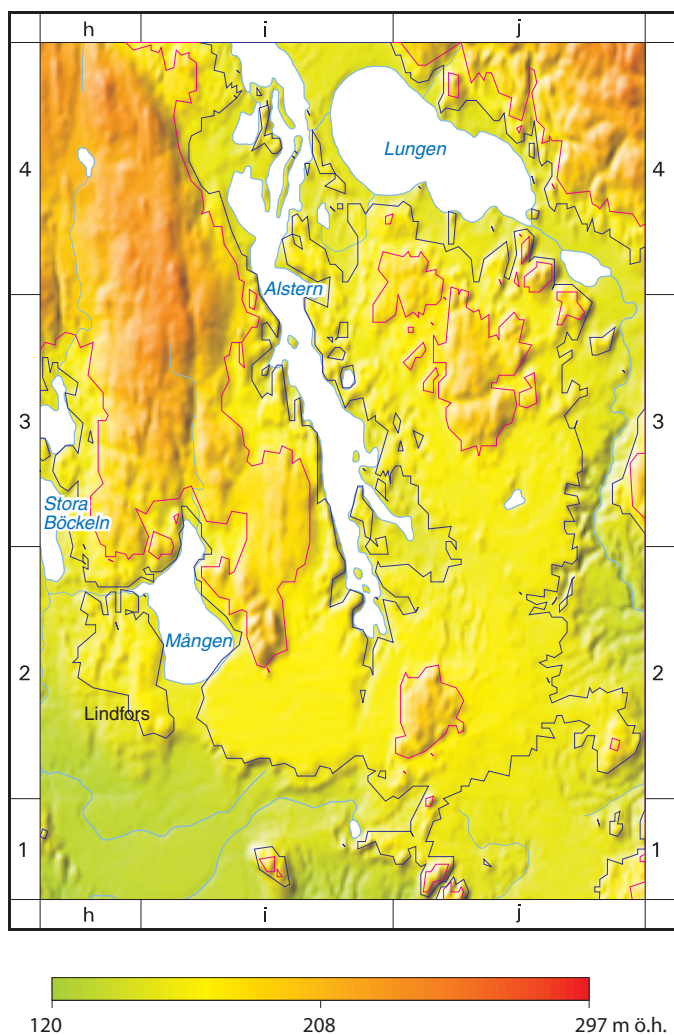 h i j
4 Lungen 4
Alstern
3 3
Stora
Böckeln
Mången
2 2
Lindfors
1 1
h i j
120 208 297 m ö.h.